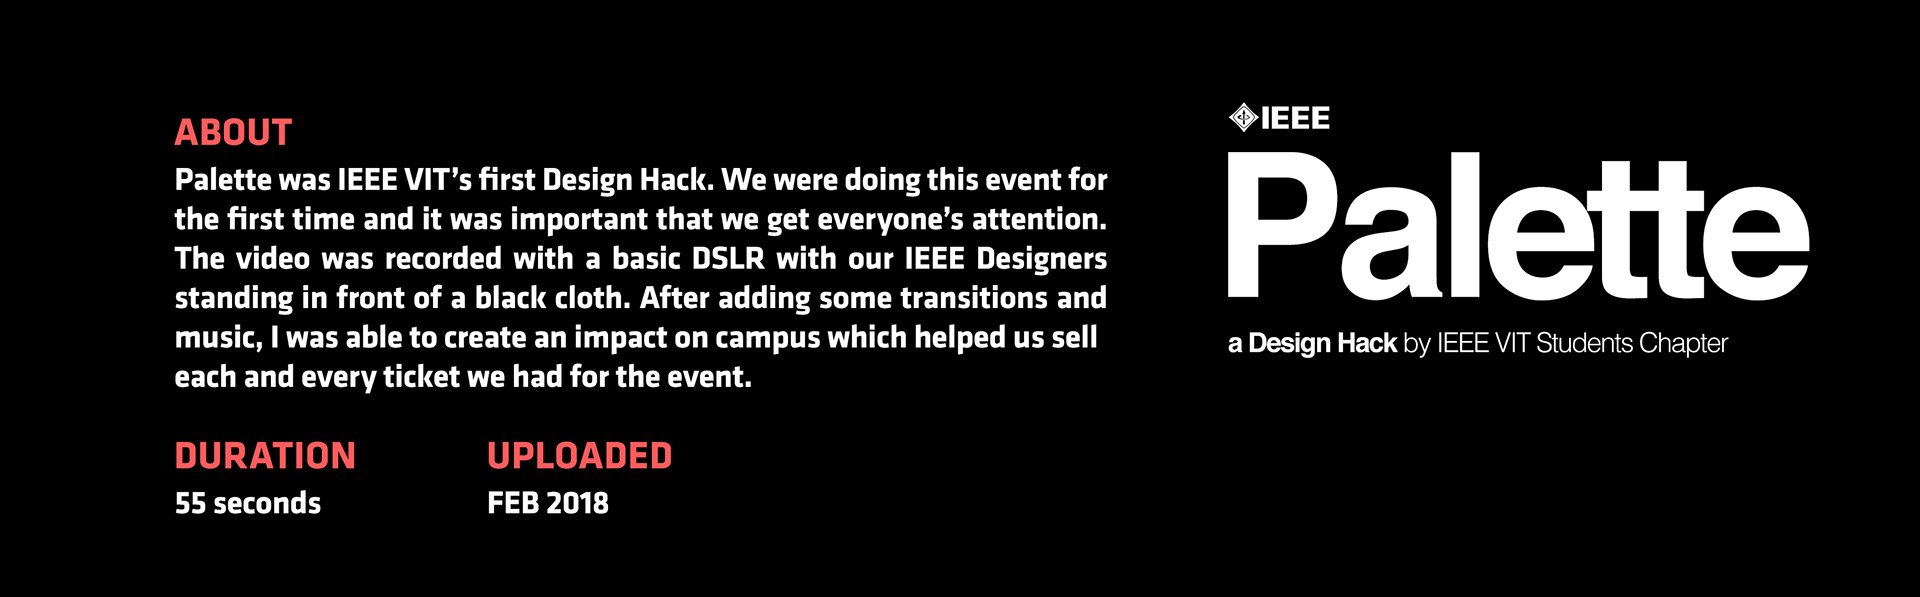 ABOUT
Palette was IEEE VIT’s first Design Hack. We were doing this event for
the first time and it was important that we get everyone’s attention.
The video was recorded with a basic DSLR with our IEEE Designers
standing in front of a black cloth. After adding some transitions and
music, I was able to create an impact on campus which helped us sell
each and every ticket we had for the event.
DURATION
55 seconds
UPLOADED
FEB 2018
IEEE
Palette
a Design Hack by IEEE VIT Students Chapter